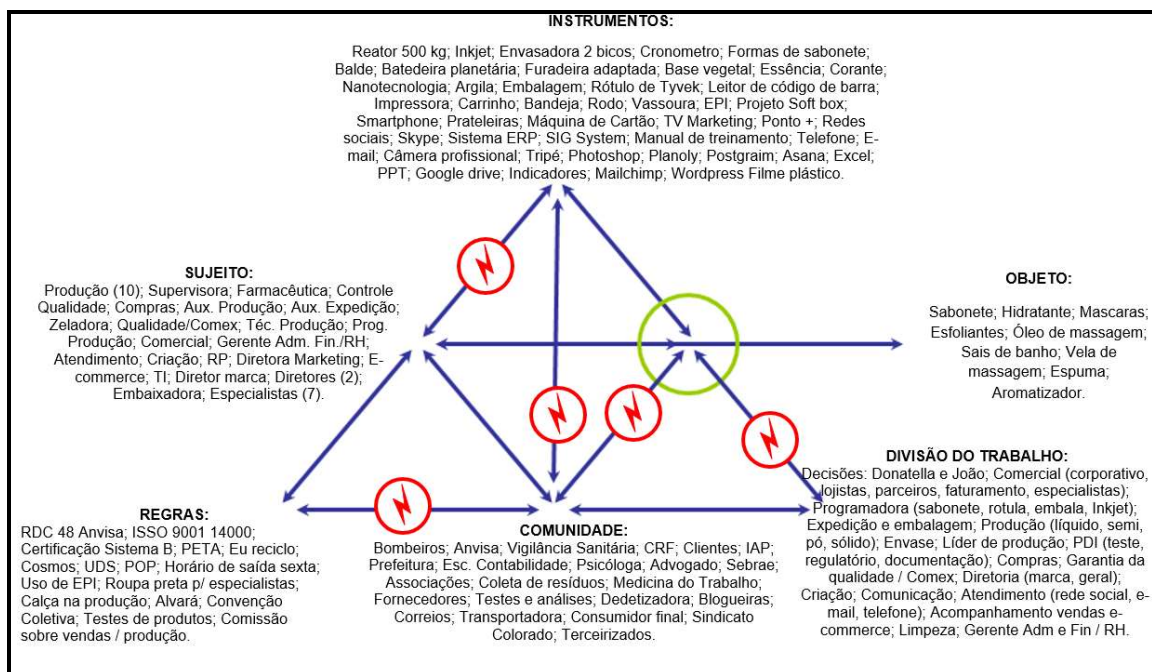 INSTRUMENTOS:
Reator 500 kg; Inkjet; Envasadora 2 bicos; Cronometro; Formas de sabonete;
Balde; Batedeira planetária; Furadeira adaptada; Base vegetal; Essência; Corante;
Nanotecnologia; Argila; Embalagem; Rótulo de Tyvek; Leitor de código de barra;
Impressora; Carrinho; Bandeja; Rodo; Vassoura; EPI; Projeto Soft box;
Smartphone; Prateleiras; Máquina de Cartão; TV Marketing; Ponto +; Redes
sociais; Skype; Sistema ERP; SIG System; Manual de treinamento; Telefone; E-
mail; Câmera profissional; Tripé; Photoshop; Planoly; Postgraim; Asana; Excel;
PPT; Google drive; Indicadores; Mailchimp; Wordpress Filme plástico.
SUJEITO:
Produção (10); Supervisora; Farmacêutica; Controle
Qualidade; Compras; Aux. Produção; Aux. Expedição;
Zeladora; Qualidade/Comex; Téc. Produção; Prog.
Produção; Comercial; Gerente Adm. Fin./RH;
Atendimento; Criação; RP; Diretora Marketing; E-
commerce; TI; Diretor marca; Diretores (2);
Embaixadora; Especialistas (7).
OBJETO:
Sabonete; Hidratante; Mascaras;
Esfoliantes; Óleo de massagem;
Sais de banho; Vela de
massagem; Espuma;
Aromatizador.
REGRAS:
RDC 48 Anvisa; ISSO 9001 14000;
Certificação Sistema B; PETA; Eu reciclo;
Cosmos; UDS; POP; Horário de saída sexta;
Uso de EPI; Roupa preta p/ especialistas;
Calça na produção; Alvará; Convenção
Coletiva; Testes de produtos; Comissão
sobre vendas / produção.
COMUNIDADE:
Bombeiros; Anvisa; Vigilância Sanitária; CRF; Clientes; IAP;
Prefeitura; Esc. Contabilidade; Psicóloga; Advogado; Sebrae;
Associações; Coleta de resíduos; Medicina do Trabalho;
Fornecedores; Testes e análises; Dedetizadora; Blogueiras;
Correios; Transportadora; Consumidor final; Sindicato
Colorado; Terceirizados.
DIVISÃO DO TRABALHO:
Decisões: Donatella e João; Comercial (corporativo,
lojistas, parceiros, faturamento, especialistas);
Programadora (sabonete, rotula, embala, Inkjet);
Expedição e embalagem; Produção (líquido, semi,
pó, sólido); Envase; Líder de produção; PDI (teste,
regulatório, documentação); Compras; Garantia da
qualidade / Comex; Diretoria (marca, geral);
Criação; Comunicação; Atendimento (rede social, e-
mail, telefone); Acompanhamento vendas e-
commerce; Limpeza; Gerente Adm e Fin / RH.